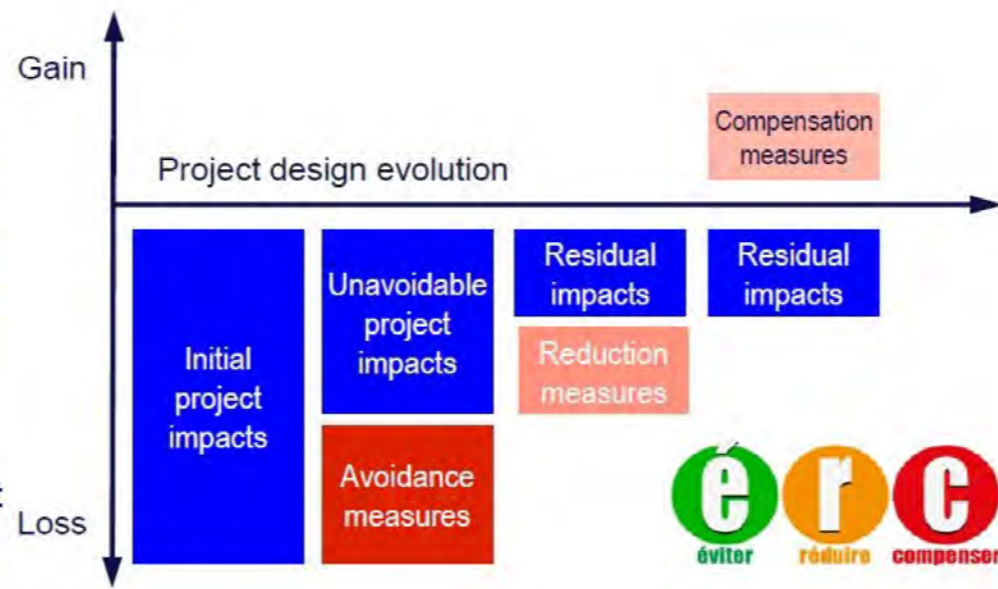 Gain
Compensation
measures
Project design evolution
Initial
project
impacts
Unavoidable
project
impacts
Residual
impacts
Residual
impacts
Reduction
measures
Avoidance
measures
Loss
é
r
c
éviter
réduire
compenser